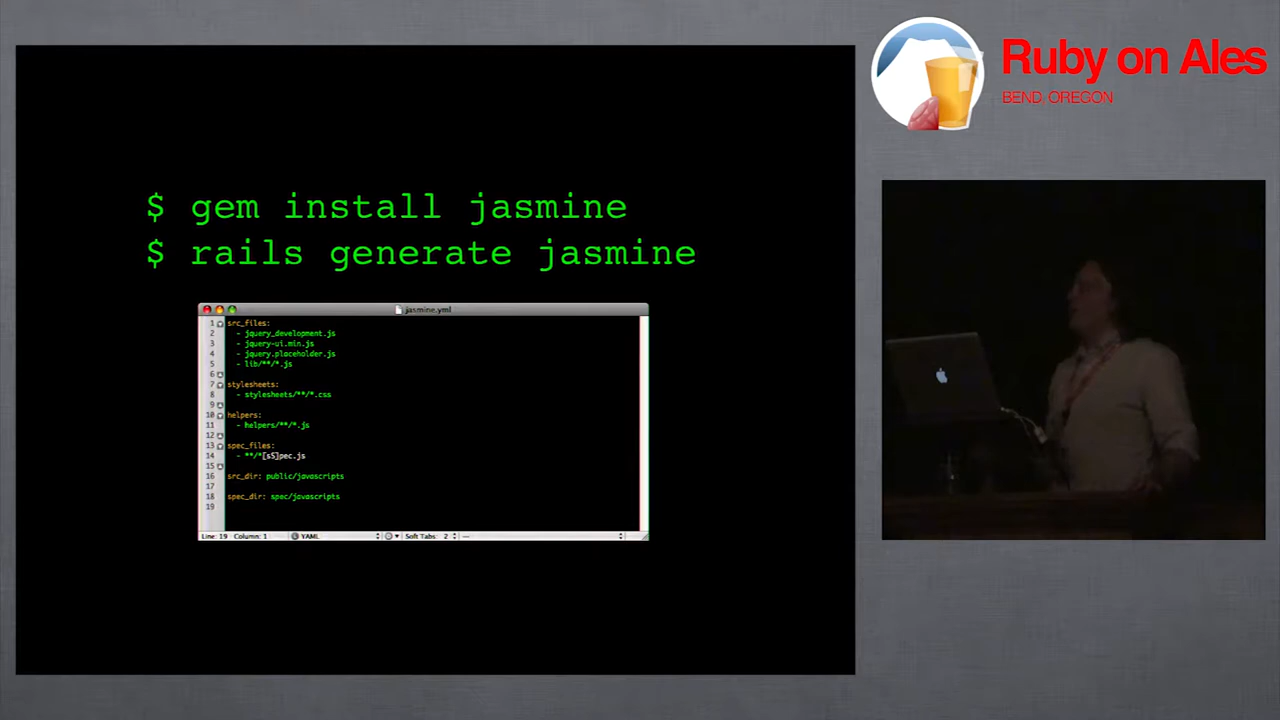 Ruby on Ales
BEND, OREGON
$ gem install jasmine
$ rails generate jasmine
jasmine.yml
1 src_files:
2 - jquery_development.js
3 - jquery-ui.min.js
4 - jquery.placeholder.js
5 - lib/**/*.js
6
7 stylesheets:
8 - stylesheets/**/*.css
9
10 helpers:
11 - helpers/**/*.js
12
13 spec_files:
14 - **/*[sS]pec.js
15
16 src_dir: public/javascripts
17
18 spec_dir: spec/javascripts
19
Line: 19 Column: 1 YAML Soft Tabs: 2 —